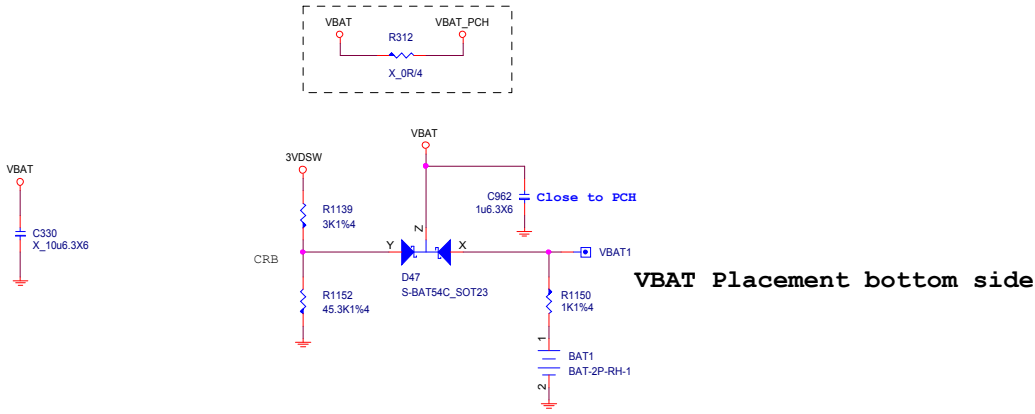 VBAT
VBAT_PCH
R312
X_0R/4
VBAT
C330
X_10u6.3X6
3VDSW
R1139
3K1%4
CRB
R1152
45.3K1%4
VBAT
C962
1u6.3X6
Close to PCH
Y
Z
X
D47
S-BAT54C_SOT23
VBAT1
VBAT Placement bottom side
R1150
1K1%4
1
BAT1
BAT-2P-RH-1
2